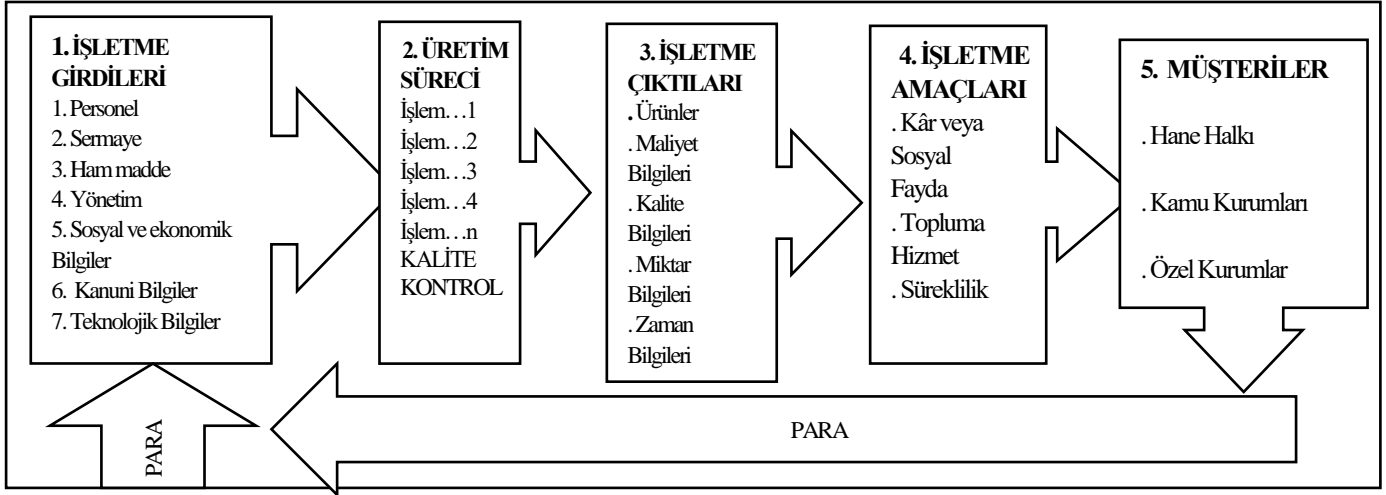 1. İŞLETME
GİRDİLERİ
1. Personel
2. Sermaye
3. Ham madde
4. Yönetim
5. Sosyal ve ekonomik
Bilgiler
6. Kanuni Bilgiler
7. Teknolojik Bilgiler
2. ÜRETİM
SÜRECİ
İşlem…1
İşlem…2
İşlem…3
İşlem…4
İşlem…n
KALİTE
KONTROL
3. İŞLETME
ÇIKTILARI
. Ürünler
. Maliyet
Bilgileri
. Kalite
Bilgileri
. Miktar
Bilgileri
. Zaman
Bilgileri
4. İŞLETME
AMAÇLARI
. Kâr veya
Sosyal
Fayda
. Topluma
Hizmet
. Süreklilik
5. MÜŞTERİLER
. Hane Halkı
. Kamu Kurumları
. Özel Kurumlar
PARA
PARA